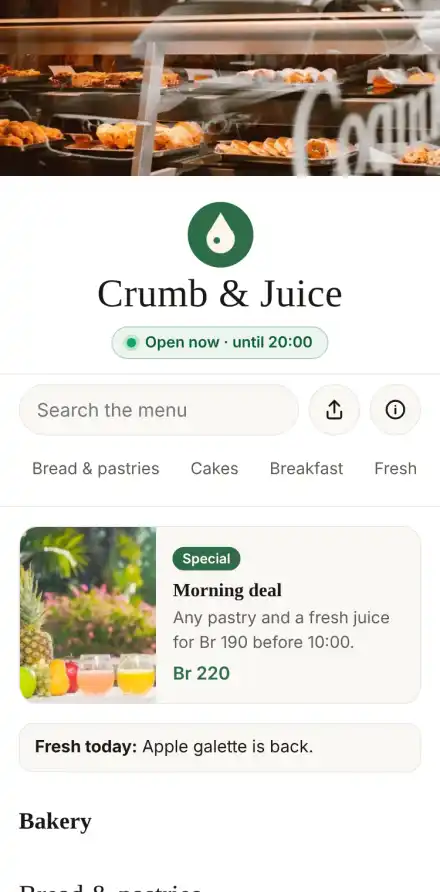 Crumb & Juice
Open now · until 20:00
Search the menu
Bread & pastries Cakes Breakfast Fresh
Special
Morning deal
Any pastry and a fresh juice
for Br 190 before 10:00.
Br 220
Fresh today: Apple galette is back.
Bakery
Bread & pastries